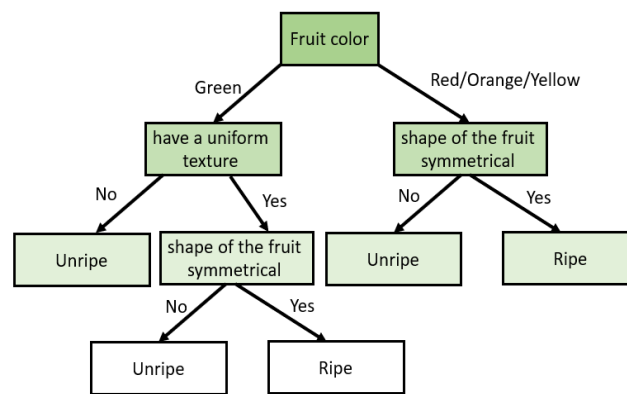 Fruit color
Green
Red/Orange/Yellow
have a uniform
texture
shape of the fruit
symmetrical
No
Yes
No
Yes
Unripe
shape of the fruit
symmetrical
Unripe
Ripe
No
Yes
Unripe
Ripe